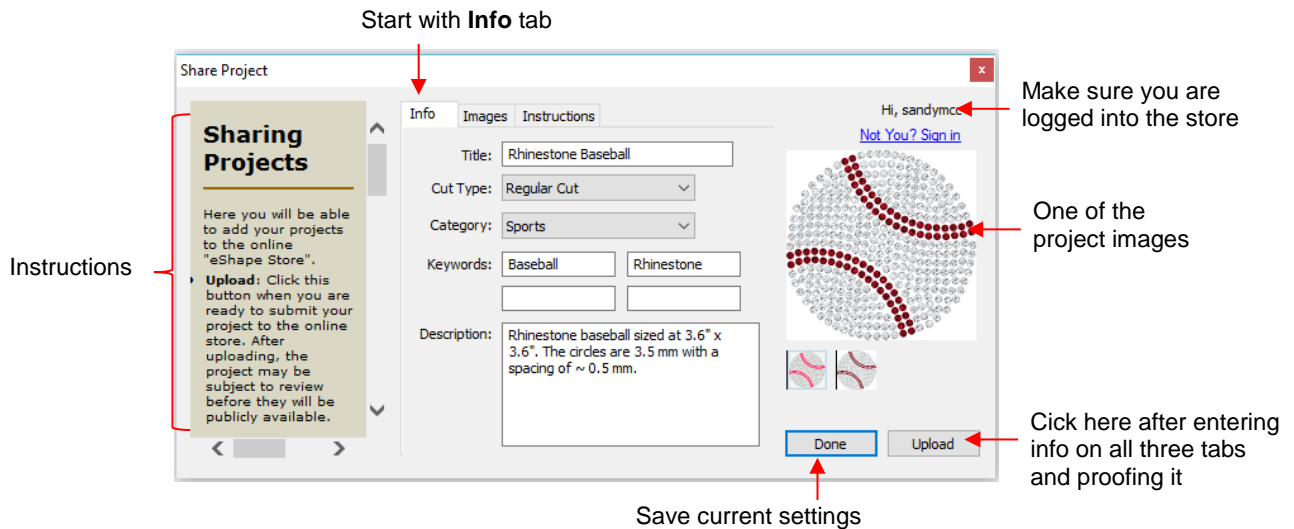 Start with Info tab
Share Project
x
Instructions
Sharing
Projects
Here you will be able
to add your projects
to the online
"eShape Store".
Upload: Click this
button when you are
ready to submit your
project to the online
store. After
uploading, the
project may be
subject to review
before they will be
publicly available.
Info Images Instructions
Title: Rhinestone Baseball
Cut Type: Regular Cut
Category: Sports
Keywords: Baseball Rhinestone
Description: Rhinestone baseball sized at 3.6" x
3.6". The circles are 3.5 mm with a
spacing of ~ 0.5 mm.
Hi, sandymcc
Not You? Sign in
Done Upload
Make sure you are
logged into the store
One of the
project images
Cick here after entering
info on all three tabs
and proofing it
Save current settings